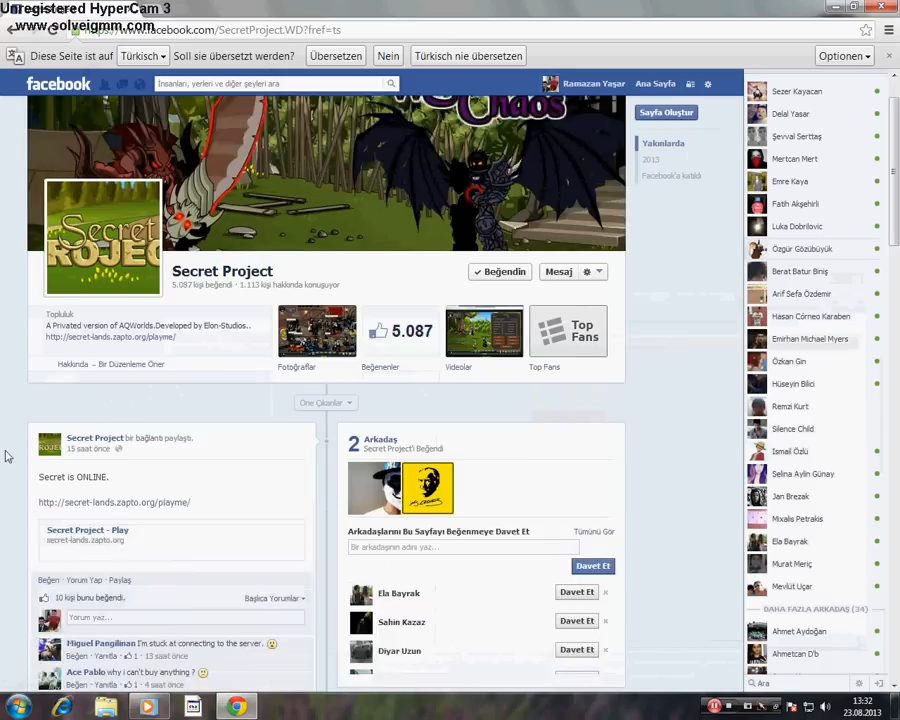 Unregistered HyperCam 3
www.solveigmm.com
https://www.facebook.com/SecretProject.WD?fref=ts
Diese Seite ist auf Türkisch Soll sie übersetzt werden? Übersetzen Nein Türkisch nie übersetzen Optionen
facebook İnsanları, yerleri ve diğer şeyleri ara Ramazan Yaşar Ana Sayfa
Chaos
Sayfa Oluştur
Yakınlarda
2013
Facebook'a katıldı
Secret
Secret Project
5.087 kişi beğendi · 1.113 kişi hakkında konuşuyor
Beğendin Mesaj
Topluluk
A Privated version of AQWorlds.Developed by Elon-Studios..
http://secret-lands.zapto.org/playme/
Hakkında – Bir Düzenleme Öner
5.087
Top Fans
Fotoğraflar Beğenenler Videolar Top Fans
Öne Çıkanlar
Secret Project bir bağlantı paylaştı.
15 saat önce
Secret is ONLINE.
http://secret-lands.zapto.org/playme/
Secret Project - Play
secret-lands.zapto.org
Beğen · Yorum Yap · Paylaş
10 kişi bunu beğendi. Başlıca Yorumlar
Yorum yaz...
Miguel Pangilinan I'm stuck at connecting to the server.
Beğen · Yanıtla · 1 · 13 saat önce
Ace Pablo why i can't buy anything ?
Beğen · Yanıtla · 1 · 4 saat önce
2 Arkadaş
Secret Project'i Beğendi
Arkadaşlarını Bu Sayfayı Beğenmeye Davet Et Tümünü Gör
Bir arkadaşının adını yaz...
Davet Et
Ela Bayrak Davet Et
Sahin Kazaz Davet Et
Diyar Uzun Davet Et
Sezer Kayacan
Delal Yasar
Şevval Serttaş
Mertcan Mert
Emre Kaya
Fatih Akşehirli
Luka Dobrilovic
Özgür Gözübüyük
Berat Batur Biniş
Arif Sefa Özdemir
Hasan Córneo Karaben
Emirhan Michael Myers
Özkan Gin
Hüseyin Bilici
Remzi Kurt
Silence Child
Ismail Özlü
Selina Aylin Günay
Jan Brezak
Mixalis Petrakis
Ela Bayrak
Murat Meriç
Mevlüt Uçar
DAHA FAZLA ARKADAŞ (34)
Ahmet Aydoğan
Ahmetcan D'b
Ara
13:32
23.08.2013